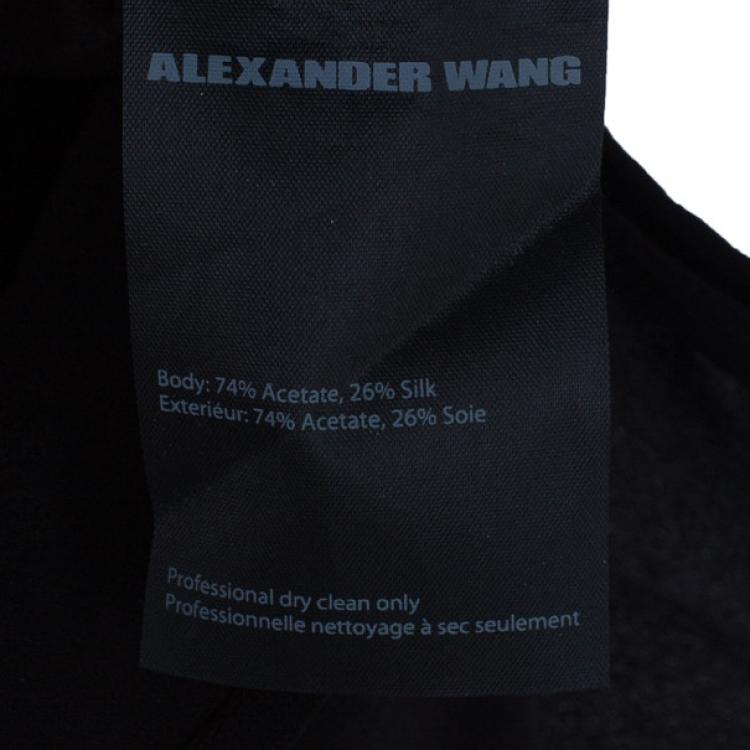 ALEXANDER WANG
Body: 74% Acetate, 26% Silk
Exteriéur: 74% Acetate, 26% Soie
Professional dry clean only
Professionnelle nettoyage à sec seulement